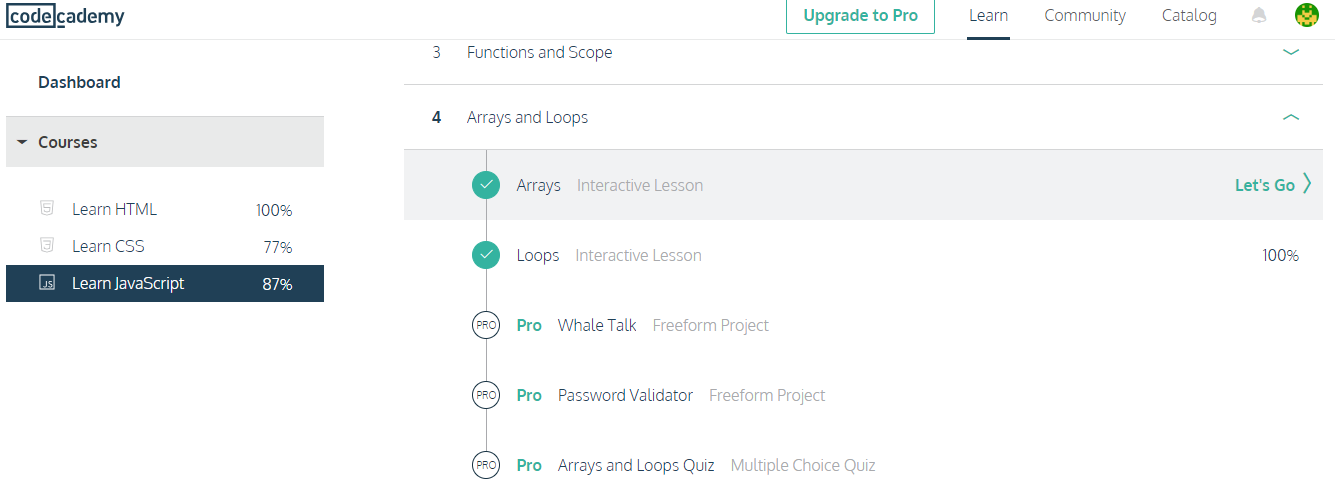 codecademy
Upgrade to Pro Learn Community Catalog
3 Functions and Scope
Dashboard
4 Arrays and Loops
Courses
Arrays Interactive Lesson Let's Go
5 Learn HTML 100%
Loops Interactive Lesson 100%
3 Learn CSS 77%
JS Learn JavaScript 87%
PRO Pro Whale Talk Freeform Project
PRO Pro Password Validator Freeform Project
PRO Pro Arrays and Loops Quiz Multiple Choice Quiz